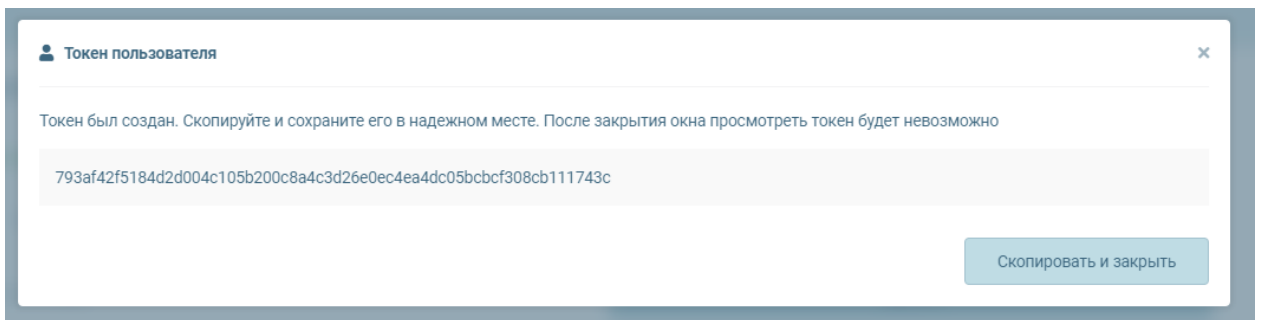 Токен пользователя
Токен был создан. Скопируйте и сохраните его в надежном месте. После закрытия окна просмотреть токен будет невозможно
793af42f5184d2d004c105b200c8a4c3d26e0ec4ea4dc05bcbcf308cb111743c
Скопировать и закрыть